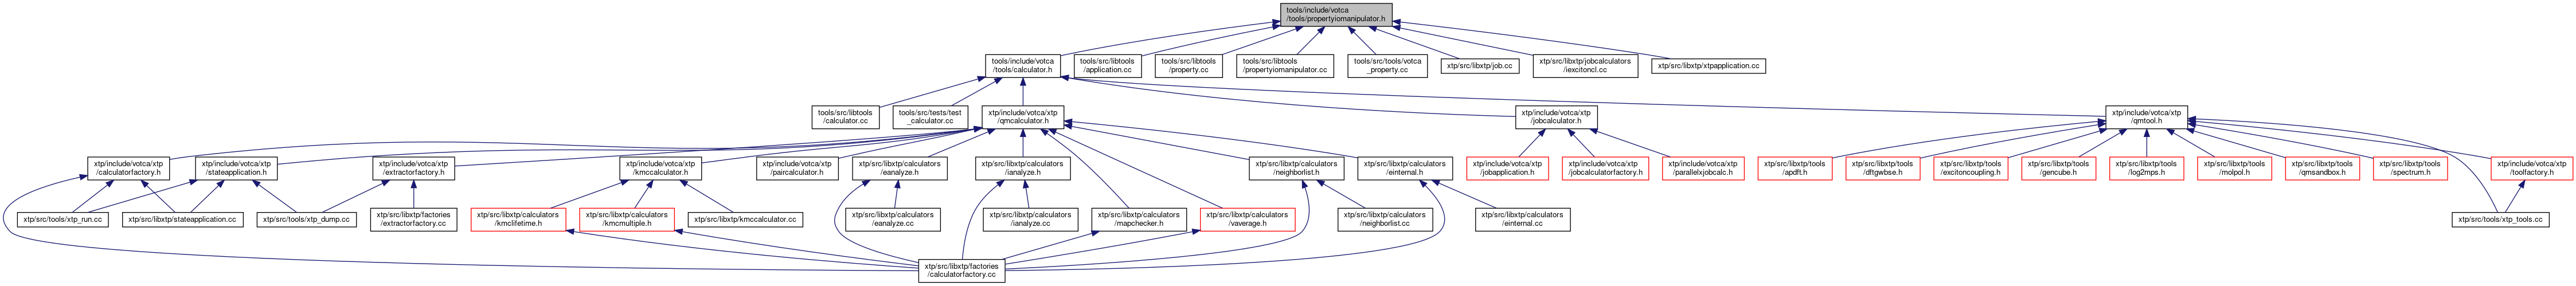 tools/include/votca
/tools/propertyiomanipulator.h
tools/include/votca
/tools/calculator.h
tools/src/libtools
/application.cc
tools/src/libtools
/property.cc
tools/src/libtools
/propertyiomanipulator.cc
tools/src/tools/votca
_property.cc
xtp/src/libxtp/job.cc
xtp/src/libxtp/jobcalculators
/iexcitoncl.cc
xtp/src/libxtp/xtpapplication.cc
tools/src/libtools
/calculator.cc
tools/src/tests/test
_calculator.cc
xtp/include/votca/xtp
/qmcalculator.h
xtp/include/votca/xtp
/jobcalculator.h
xtp/include/votca/xtp
/qmtool.h
xtp/include/votca/xtp
/calculatorfactory.h
xtp/include/votca/xtp
/stateapplication.h
xtp/include/votca/xtp
/extractorfactory.h
xtp/include/votca/xtp
/kmccalculator.h
xtp/include/votca/xtp
/paircalculator.h
xtp/src/libxtp/calculators
/eanalyze.h
xtp/src/libxtp/calculators
/ianalyze.h
xtp/src/libxtp/calculators
/neighborlist.h
xtp/src/libxtp/calculators
/einternal.h
xtp/include/votca/xtp
/jobapplication.h
xtp/include/votca/xtp
/jobcalculatorfactory.h
xtp/include/votca/xtp
/parallelxjobcalc.h
xtp/src/libxtp/tools
/apdft.h
xtp/src/libxtp/tools
/dftgwbse.h
xtp/src/libxtp/tools
/excitoncoupling.h
xtp/src/libxtp/tools
/gencube.h
xtp/src/libxtp/tools
/log2mps.h
xtp/src/libxtp/tools
/molpol.h
xtp/src/libxtp/tools
/qmsandbox.h
xtp/src/libxtp/tools
/spectrum.h
xtp/include/votca/xtp
/toolfactory.h
xtp/src/tools/xtp_run.cc
xtp/src/libxtp/stateapplication.cc
xtp/src/tools/xtp_dump.cc
xtp/src/libxtp/factories
/extractorfactory.cc
xtp/src/libxtp/calculators
/kmclifetime.h
xtp/src/libxtp/calculators
/kmcmultiple.h
xtp/src/libxtp/kmccalculator.cc
xtp/src/libxtp/calculators
/eanalyze.cc
xtp/src/libxtp/calculators
/ianalyze.cc
xtp/src/libxtp/calculators
/mapchecker.h
xtp/src/libxtp/calculators
/vaverage.h
xtp/src/libxtp/calculators
/neighborlist.cc
xtp/src/libxtp/calculators
/einternal.cc
xtp/src/tools/xtp_tools.cc
xtp/src/libxtp/factories
/calculatorfactory.cc